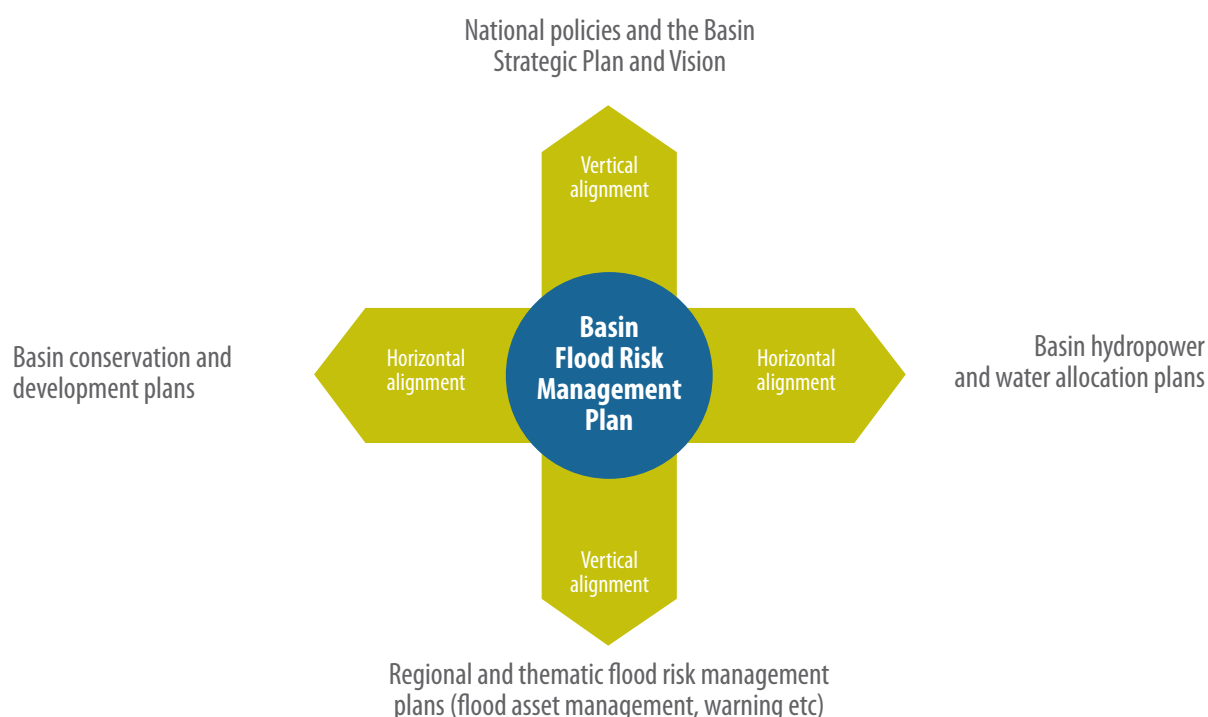 National policies and the Basin
Strategic Plan and Vision
Vertical
alignment
Basin conservation and
development plans
Horizontal
alignment
Basin
Flood Risk
Management
Plan
Horizontal
alignment
Basin hydropower
and water allocation plans
Vertical
alignment
Regional and thematic flood risk management
plans (flood asset management, warning etc)